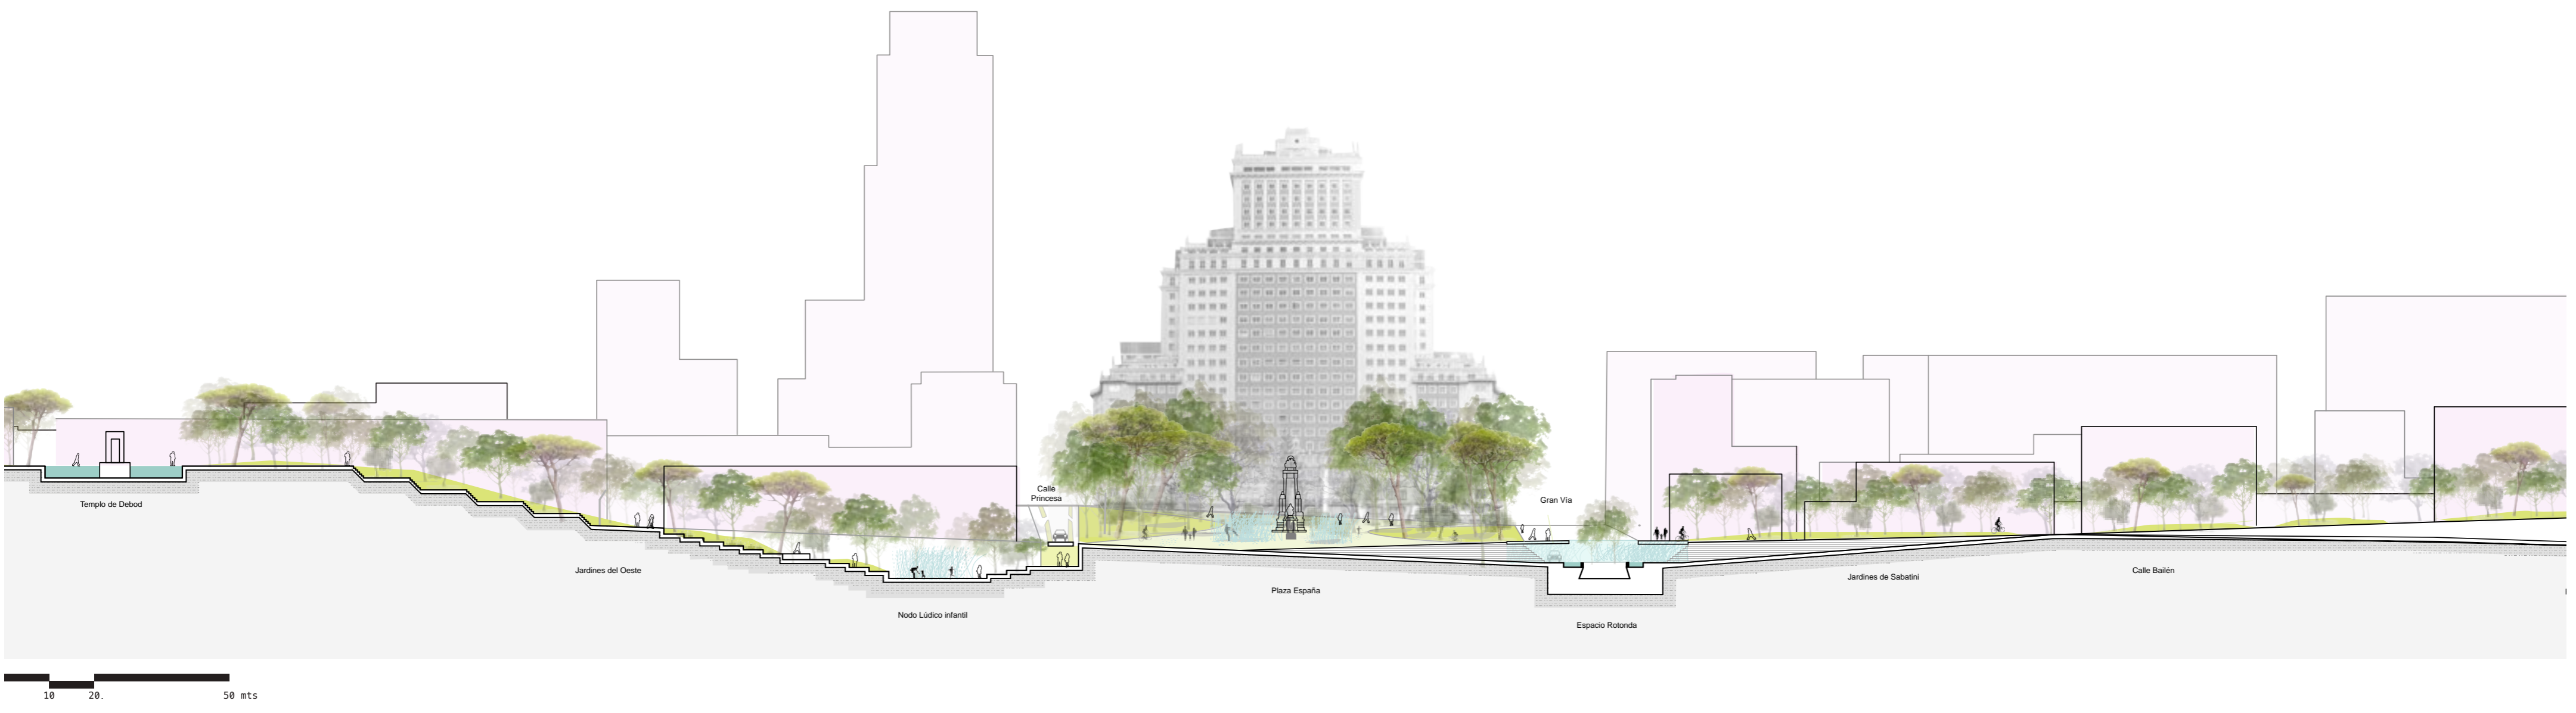 Calle
Princesa
Gran Vía
Templo de Debod
Jardines del Oeste
Nodo Lúdico infantil
Plaza España
Espacio Rotonda
Jardines de Sabatini
Calle Bailén
10 20. 50 mts